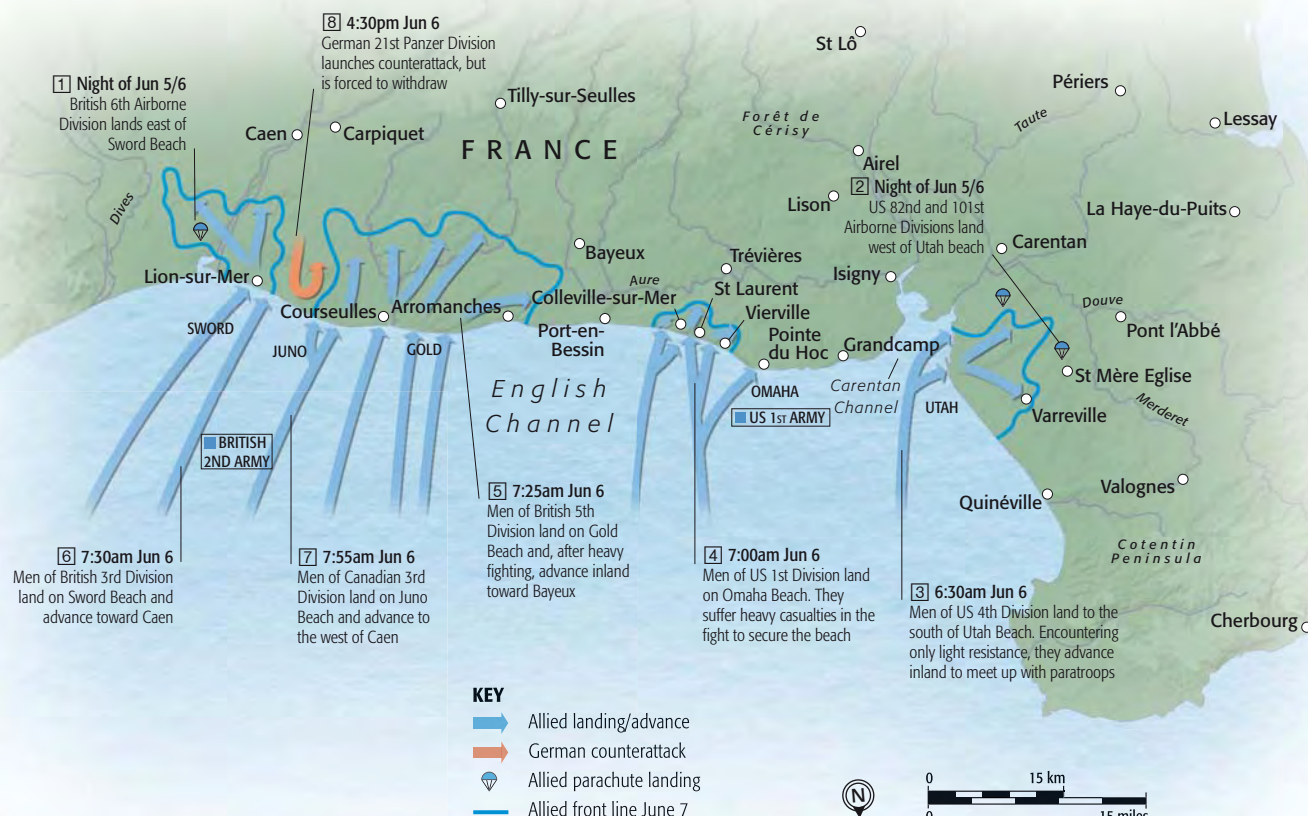 8 4:30pm Jun 6
German 21st Panzer Division
launches counterattack, but
is forced to withdraw
1 Night of Jun 5/6
British 6th Airborne
Division lands east of
Sword Beach
St Lô
Périers
Lessay
Tilly-sur-Seulles
Caen
Carpiquet
FRANCE
Forêt de
Cérisy
Taute
Airel
2 Night of Jun 5/6
US 82nd and 101st
Airborne Divisions land
west of Utah beach
Lison
La Haye-du-Puits
Dives
Carentan
Bayeux
Trévières
Isigny
Lion-sur-Mer
Aure
St Laurent
Colleville-sur-Mer
Vierville
Douve
Courseulles
Arromanches
Port-en-
Bessin
Pointe
du Hoc
Grandcamp
Pont l'Abbé
SWORD
JUNO
GOLD
English
Channel
OMAHA
Carentan
Channel
UTAH
St Mère Eglise
Merderet
Varreville
US 1ST ARMY
BRITISH
2ND ARMY
Quinéville
Valognes
Cotentin
Peninsula
Cherbourg
5 7:25am Jun 6
Men of British 5th
Division land on Gold
Beach and, after heavy
fighting, advance inland
toward Bayeux
6 7:30am Jun 6
Men of British 3rd Division
land on Sword Beach and
advance toward Caen
7 7:55am Jun 6
Men of Canadian 3rd
Division land on Juno
Beach and advance to
the west of Caen
4 7:00am Jun 6
Men of US 1st Division land
on Omaha Beach. They
suffer heavy casualties in the
fight to secure the beach
3 6:30am Jun 6
Men of US 4th Division land to the
south of Utah Beach. Encountering
only light resistance, they advance
inland to meet up with paratroops
KEY
Allied landing/advance
German counterattack
Allied parachute landing
Allied front line June 7
N
0 15 km
0 15 miles